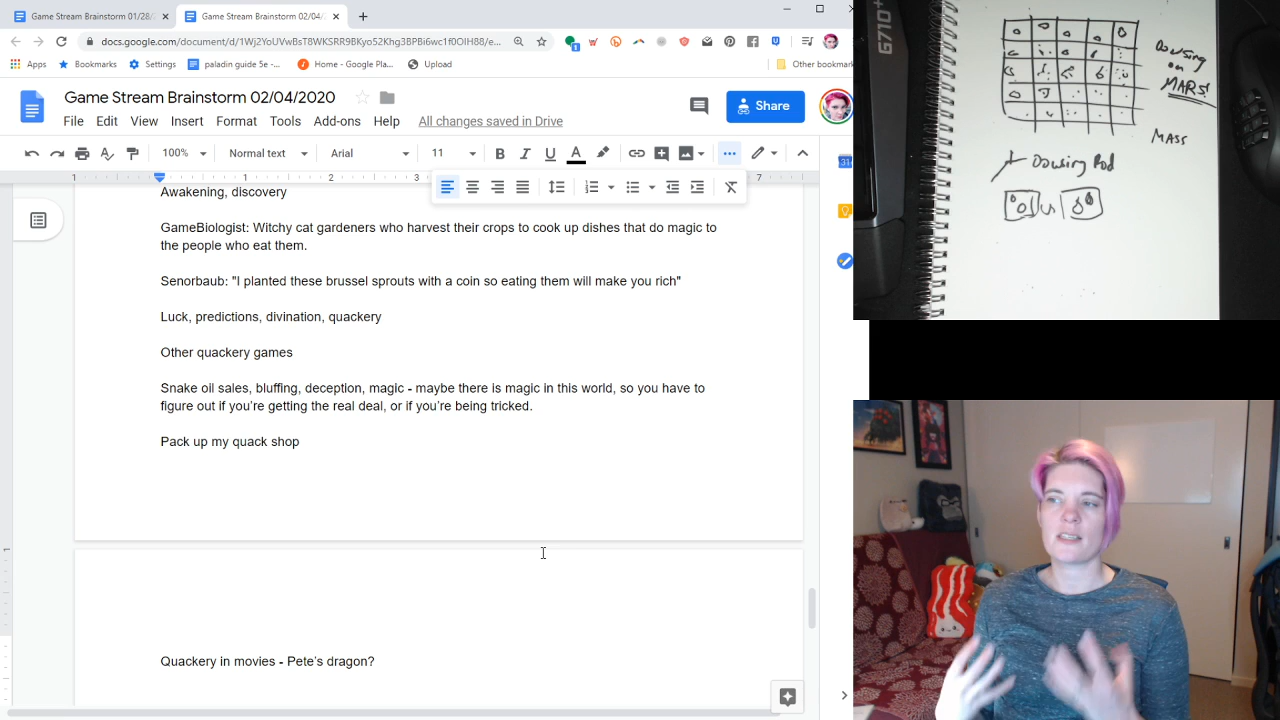 Game Stream Brainstorm 01/28/
Game Stream Brainstorm 02/04/
docs.google.com/document/d/1Wj2YoUVwBsT8WKSRR9BKyo52Khg3BPBi6wc1f0OIH88/e...
Apps Bookmarks Settings paladin guide 5e -... Home - Google Pla... Upload Other bookmar
Game Stream Brainstorm 02/04/2020
Share
File Edit View Insert Format Tools Add-ons Help All changes saved in Drive
100% Normal text Arial 11 B I U A
1 2 3 7
Awakening, discovery
GameBiologist: Witchy cat gardeners who harvest their crops to cook up dishes that do magic to
the people who eat them.
Senorbaub: "I planted these brussel sprouts with a coin so eating them will make you rich"
Luck, predictions, divination, quackery
Other quackery games
Snake oil sales, bluffing, deception, magic - maybe there is magic in this world, so you have to
figure out if you're getting the real deal, or if you're being tricked.
Pack up my quack shop
Quackery in movies - Pete's dragon?
G710+
Dowsing
on
MARS!
MASS
Dowsing Rod